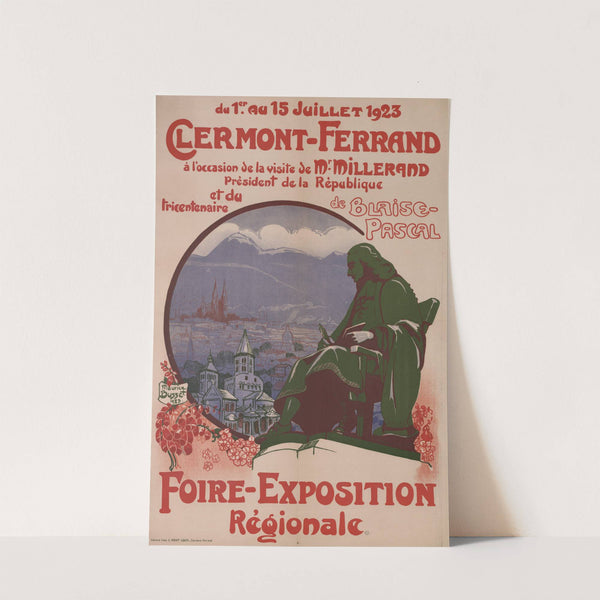 du 1er au 15 Juillet 1923
Clermont-Ferrand
à l'occasion de la visite de Mr Millerand
Président de la République
et du
tricentenaire
de Blaise-
Pascal
Foire-Exposition
Régionale